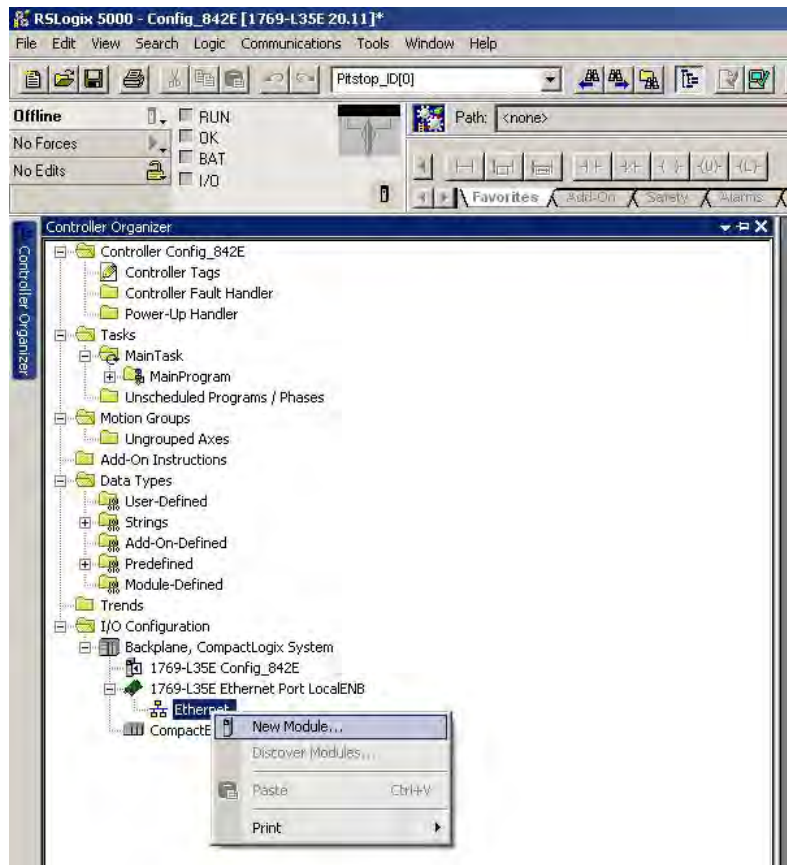 RSLogix 5000 - Config_842E [1769-L35E 20.11]*
File Edit View Search Logic Communications Tools Window Help
Pitstop_ID[0]
Offline RUN Path: <none>
No Forces OK
No Edits BAT
I/O
Favorites Add-On Safety Alarms
Controller Organizer
Controller Organizer
Controller Config_842E
Controller Tags
Controller Fault Handler
Power-Up Handler
Tasks
MainTask
MainProgram
Unscheduled Programs / Phases
Motion Groups
Ungrouped Axes
Add-On Instructions
Data Types
User-Defined
Strings
Add-On-Defined
Predefined
Module-Defined
Trends
I/O Configuration
Backplane, CompactLogix System
1769-L35E Config_842E
1769-L35E Ethernet Port LocalENB
Ethernet
CompactB
New Module...
Discover Modules...
Paste Ctrl+V
Print